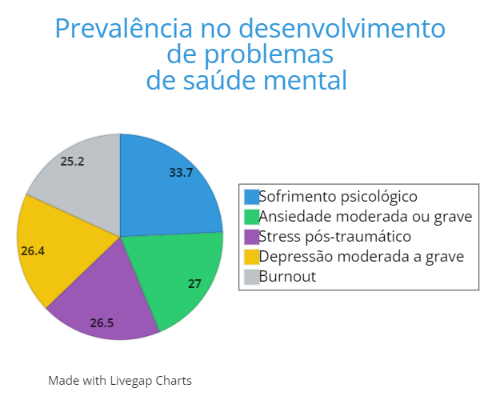 Prevalência no desenvolvimento
de problemas
de saúde mental
25.2
33.7
26.4
27
26.5
Sofrimento psicológico
Ansiedade moderada ou grave
Stress pós-traumático
Depressão moderada a grave
Burnout
Made with Livegap Charts